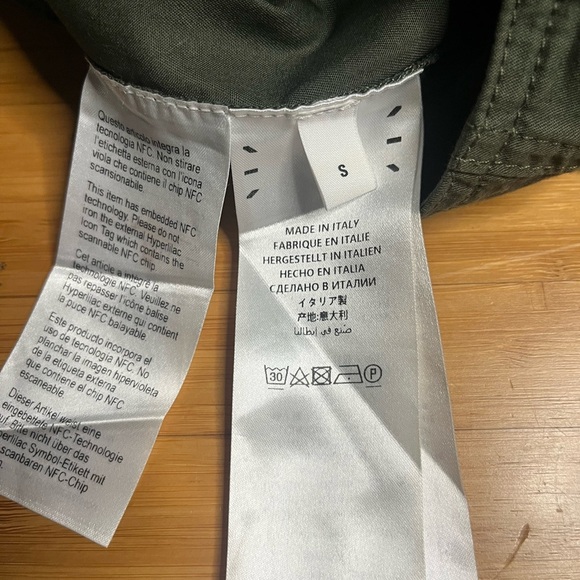 Questo articolo integra la
tecnologia NFC. Non stirare
l'etichetta esterna con l'icona
viola che contiene il chip NFC
scansionabile.
This item has embedded NFC
technology. Please do not
iron the external Hyperlilac
Icon Tag which contains the
scannable NFC chip
Cet article a integré la
technologie NFC. Veuilez ne
pas repasser l'icône balise
Hyperlilac externe qui contient
la puce NFC balayable.
Este producto incorpora el
uso de tecnología NFC. No
planchar la imagen hipervioleta
de la etiqueta externa
que contiene el chip NFC
escaneable
Dieser Artikel weist eine
eingebettete NFC-Technologie
auf. Bitte nicht über das
Hyperlilac Symbol-Etikett mit
scanbaren NFC-Chip
S
MADE IN ITALY
FABRIQUE EN ITALIE
HERGESTELLT IN ITALIEN
HECHO EN ITALIA
СДЕЛАНО В ИТАЛИИ
イタリア製
产地:意大利
صنع في إيطاليا
30
P